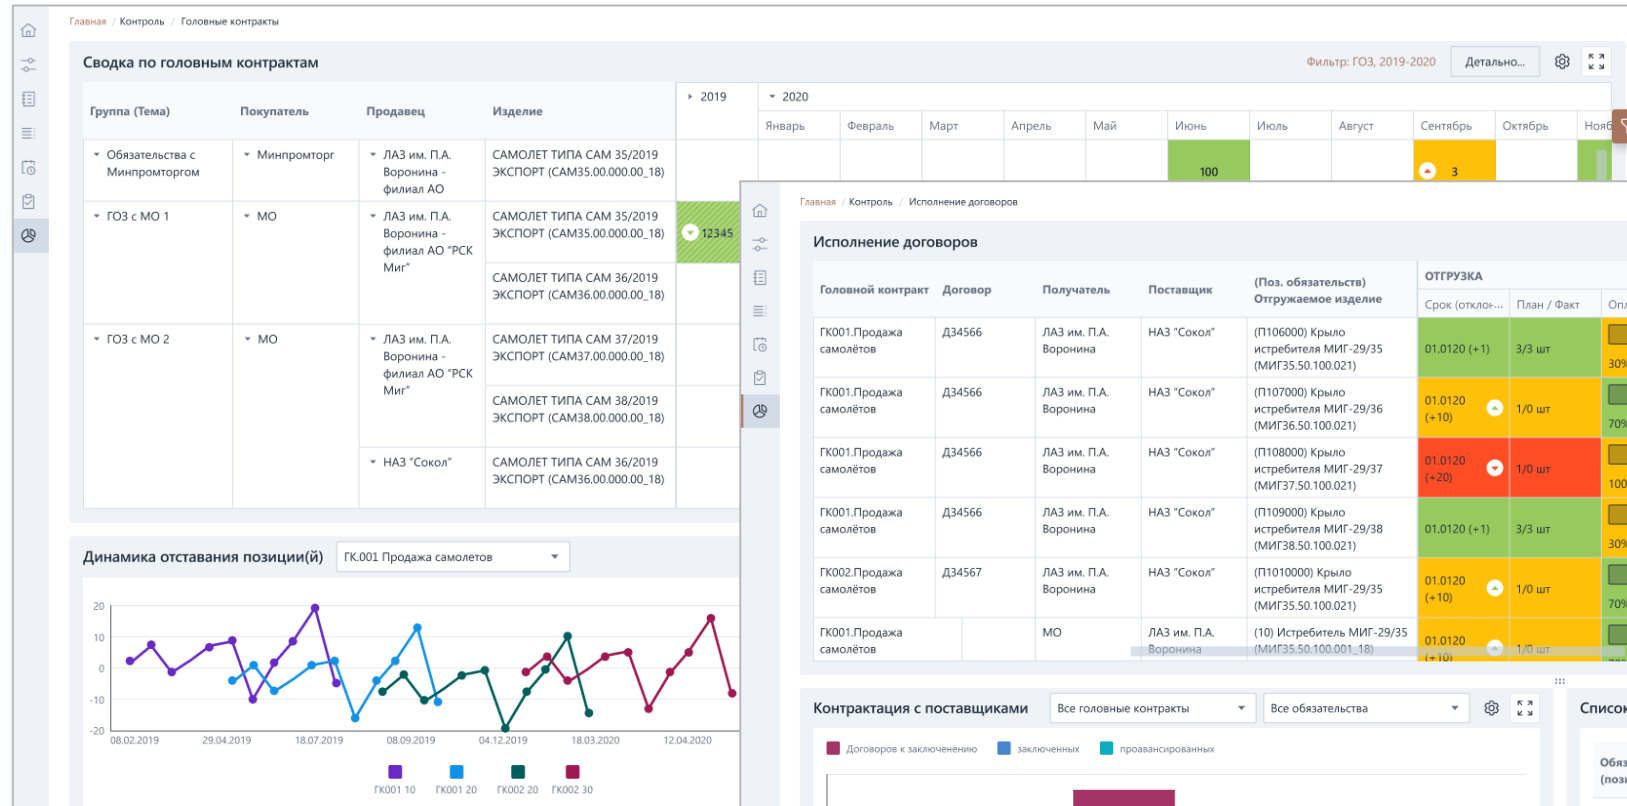 Главная / Контроль / Головные контракты
Сводка по головным контрактам
Фильтр: ГОЗ, 2019-2020
Детально...
Группа (Тема) Покупатель Продавец Изделие 2019 2020
Январь Февраль Март Апрель Май Июнь Июль Август Сентябрь Октябрь Нояб
Обязательства с
Минпромторгом
Минпромторг
ЛАЗ им. П.А.
Воронина -
филиал АО
САМОЛЕТ ТИПА САМ 35/2019
ЭКСПОРТ (САМ35.00.000.00_18)
100
3
ГОЗ с МО 1
МО
ЛАЗ им. П.А.
Воронина -
филиал АО "РСК
Миг"
САМОЛЕТ ТИПА САМ 35/2019
ЭКСПОРТ (САМ35.00.000.00_18)
12345
САМОЛЕТ ТИПА САМ 36/2019
ЭКСПОРТ (САМ36.00.000.00_18)
ГОЗ с МО 2
МО
ЛАЗ им. П.А.
Воронина -
филиал АО "РСК
Миг"
САМОЛЕТ ТИПА САМ 37/2019
ЭКСПОРТ (САМ37.00.000.00_18)
САМОЛЕТ ТИПА САМ 38/2019
ЭКСПОРТ (САМ38.00.000.00_18)
НАЗ "Сокол"
САМОЛЕТ ТИПА САМ 36/2019
ЭКСПОРТ (САМ36.00.000.00_18)
Динамика отставания позиции(й)
ГК.001 Продажа самолетов
20
10
0
-10
-20
08.02.2019 29.04.2019 18.07.2019 08.09.2019 04.12.2019 18.03.2020 12.04.2020
ГК001 10 ГК001 20 ГК002 20 ГК002 30
Главная / Контроль / Исполнение договоров
Исполнение договоров
Головной контракт Договор Получатель Поставщик
(Поз. обязательств)
Отгружаемое изделие
ОТГРУЗКА
Срок (отклон... План / Факт Опл
ГК001.Продажа
самолётов
Д34566
ЛАЗ им. П.А.
Воронина
НАЗ "Сокол"
(П106000) Крыло
истребителя МИГ-29/35
(МИГ35.50.100.021)
01.0120 (+1)
3/3 шт
30%
ГК001.Продажа
самолётов
Д34566
ЛАЗ им. П.А.
Воронина
НАЗ "Сокол"
(П107000) Крыло
истребителя МИГ-29/36
(МИГ36.50.100.021)
01.0120
(+10)
1/0 шт
70%
ГК001.Продажа
самолётов
Д34566
ЛАЗ им. П.А.
Воронина
НАЗ "Сокол"
(П108000) Крыло
истребителя МИГ-29/37
(МИГ37.50.100.021)
01.0120
(+20)
1/0 шт
100
ГК001.Продажа
самолётов
Д34566
ЛАЗ им. П.А.
Воронина
НАЗ "Сокол"
(П109000) Крыло
истребителя МИГ-29/38
(МИГ38.50.100.021)
01.0120 (+1)
3/3 шт
30%
ГК002.Продажа
самолётов
Д34567
ЛАЗ им. П.А.
Воронина
НАЗ "Сокол"
(П1010000) Крыло
истребителя МИГ-29/35
(МИГ35.50.100.021)
01.0120
(+10)
1/0 шт
70%
ГК001.Продажа
самолётов
МО
ЛАЗ им. П.А.
Воронина
(10) Истребитель МИГ-29/35
(МИГ35.50.100.001_18)
01.0120
(+10)
1/0 шт
Контрактация с поставщиками
Все головные контракты
Все обязательства
Договоров к заключению заключенных проавансированных
Список
Обяз
(пози